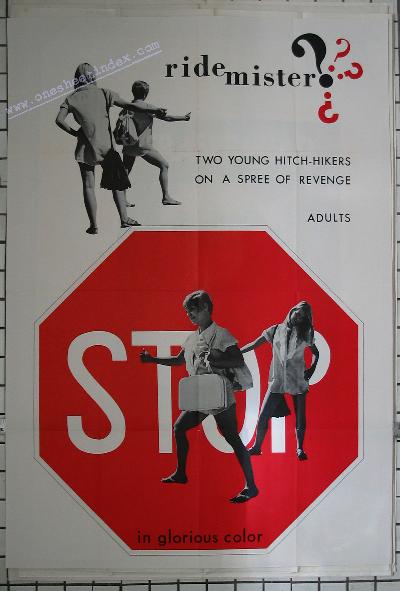 www.onesheetindex.com
ride mister?
TWO YOUNG HITCH-HIKERS
ON A SPREE OF REVENGE
ADULTS
STOP
in glorious color